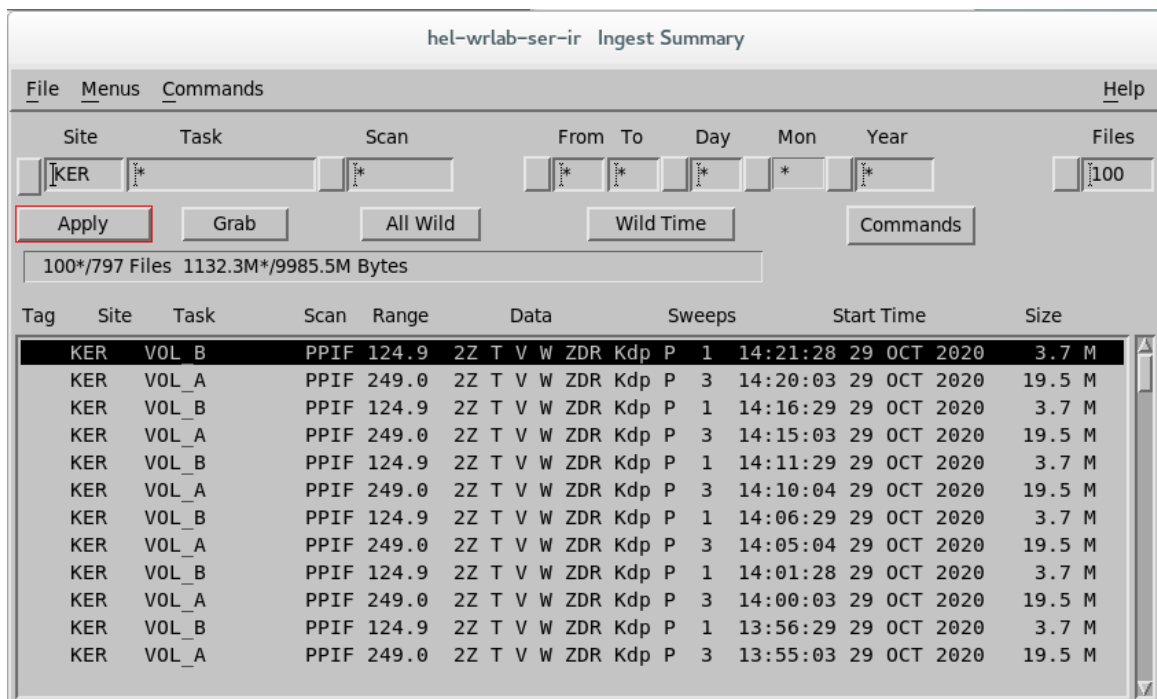 hel-wrlab-ser-ir Ingest Summary
File Menus Commands Help
Site Task Scan From To Day Mon Year Files
KER * * * * * * * 100
Apply Grab All Wild Wild Time Commands
100*/797 Files 1132.3M*/9985.5M Bytes
Tag Site Task Scan Range Data Sweeps Start Time Size
KER VOL_B PPIF 124.9 2Z T V W ZDR Kdp P 1 14:21:28 29 OCT 2020 3.7 M
KER VOL_A PPIF 249.0 2Z T V W ZDR Kdp P 3 14:20:03 29 OCT 2020 19.5 M
KER VOL_B PPIF 124.9 2Z T V W ZDR Kdp P 1 14:16:29 29 OCT 2020 3.7 M
KER VOL_A PPIF 249.0 2Z T V W ZDR Kdp P 3 14:15:03 29 OCT 2020 19.5 M
KER VOL_B PPIF 124.9 2Z T V W ZDR Kdp P 1 14:11:29 29 OCT 2020 3.7 M
KER VOL_A PPIF 249.0 2Z T V W ZDR Kdp P 3 14:10:04 29 OCT 2020 19.5 M
KER VOL_B PPIF 124.9 2Z T V W ZDR Kdp P 1 14:06:29 29 OCT 2020 3.7 M
KER VOL_A PPIF 249.0 2Z T V W ZDR Kdp P 3 14:05:04 29 OCT 2020 19.5 M
KER VOL_B PPIF 124.9 2Z T V W ZDR Kdp P 1 14:01:28 29 OCT 2020 3.7 M
KER VOL_A PPIF 249.0 2Z T V W ZDR Kdp P 3 14:00:03 29 OCT 2020 19.5 M
KER VOL_B PPIF 124.9 2Z T V W ZDR Kdp P 1 13:56:29 29 OCT 2020 3.7 M
KER VOL_A PPIF 249.0 2Z T V W ZDR Kdp P 3 13:55:03 29 OCT 2020 19.5 M